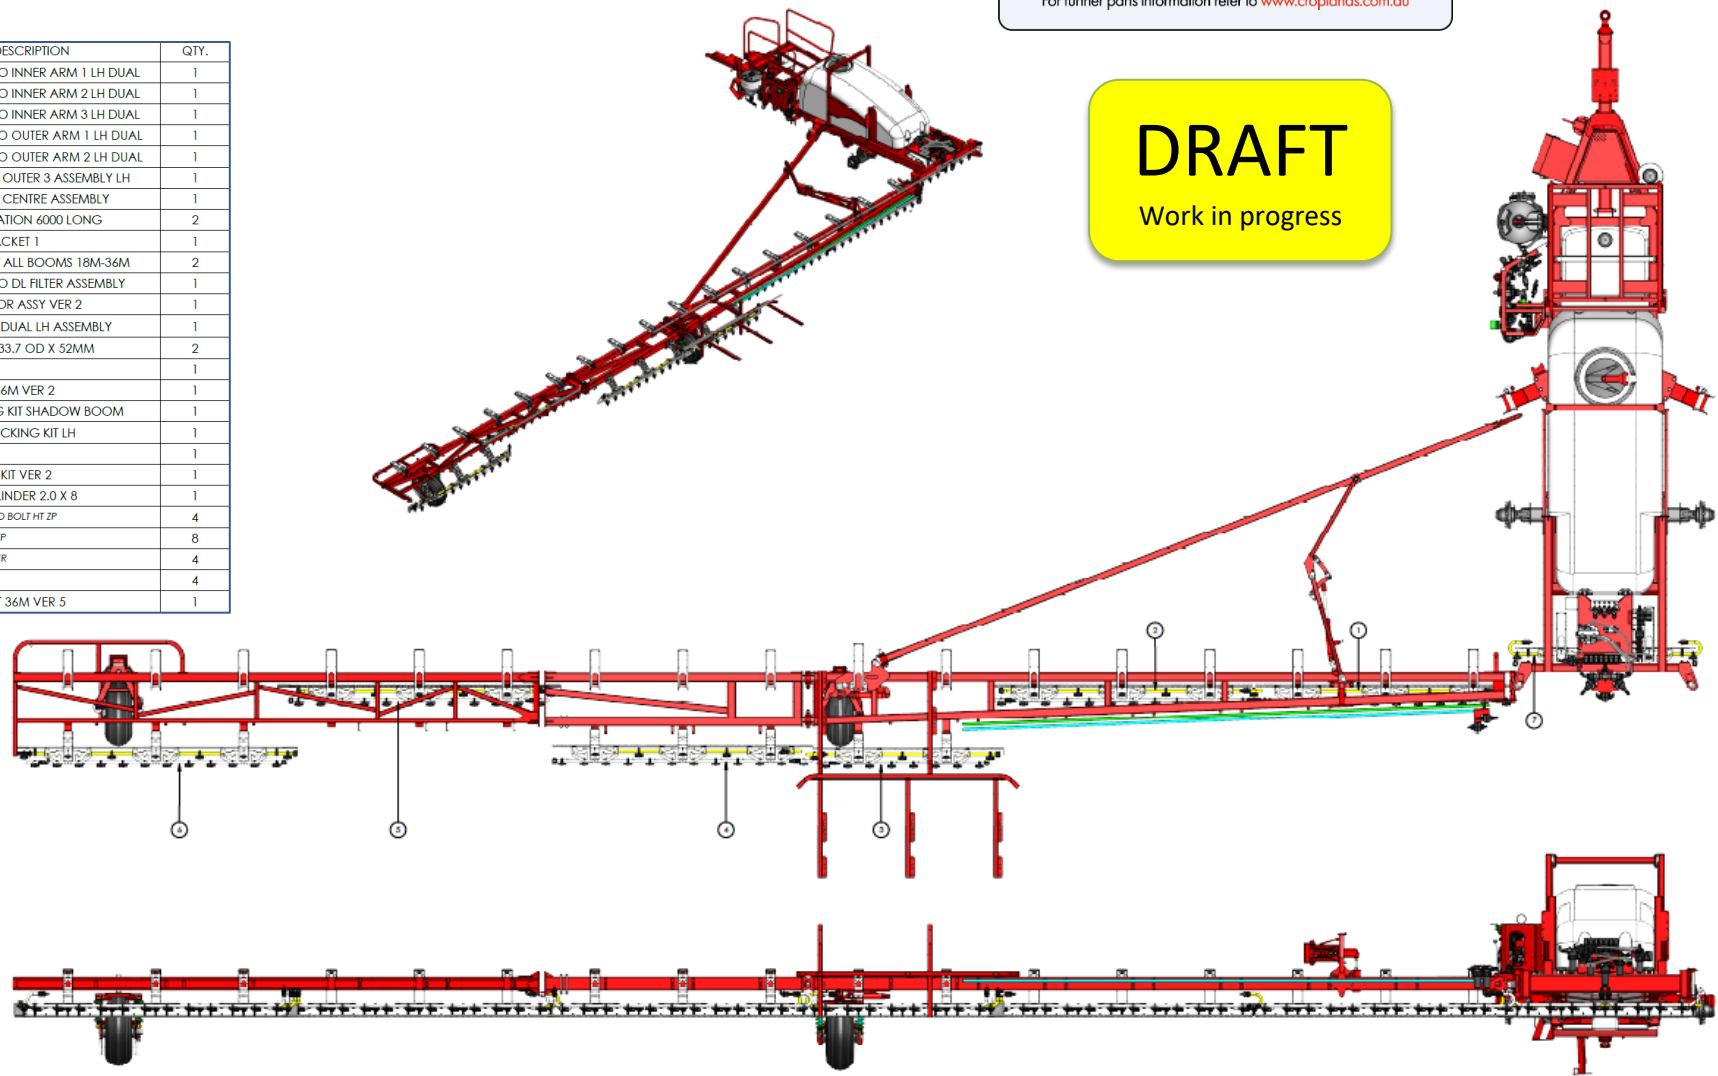 For further parts information refer to www.croplands.com.au
DESCRIPTION QTY.
O INNER ARM 1 LH DUAL 1
O INNER ARM 2 LH DUAL 1
O INNER ARM 3 LH DUAL 1
O OUTER ARM 1 LH DUAL 1
O OUTER ARM 2 LH DUAL 1
OUTER 3 ASSEMBLY LH 1
CENTRE ASSEMBLY 1
ATION 6000 LONG 2
ACKET 1 1
ALL BOOMS 18M-36M 2
O DL FILTER ASSEMBLY 1
OR ASSY VER 2 1
DUAL LH ASSEMBLY 1
33.7 OD X 52MM 2
1
6M VER 2 1
G KIT SHADOW BOOM 1
CKING KIT LH 1
1
KIT VER 2 1
LINDER 2.0 X 8 1
D BOLT HT ZP 4
P 8
ER 4
4
T 36M VER 5 1
DRAFT
Work in progress
2
1
7
6
5
4
3